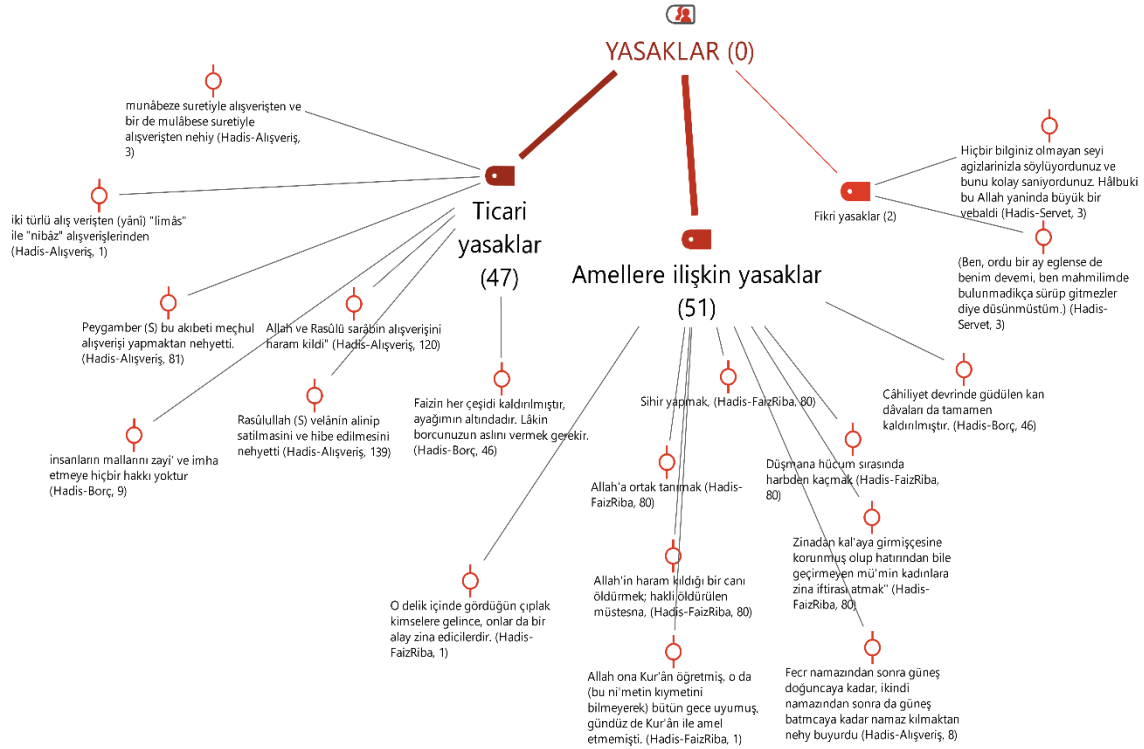 YASAKLAR (0)
munâbeze suretiyle alışverişten ve
bir de mulâbese suretiyle
alışverişten nehiy (Hadis-Alışveriş,
3)
iki türlü alış verişten (yânî) "limâs"
ile "nibâz" alışverişlerinden
(Hadis-Alışveriş, 1)
Ticari
yasaklar
(47)
Peygamber (S) bu akıbeti meçhul
alışverişi yapmaktan nehyetti.
(Hadis-Alışveriş, 81)
Allah ve Rasûlü sarâbin alışverişini
haram kildi" (Hadis-Alışveriş, 120)
insanların mallarını zayi' ve imha
etmeye hiçbir hakkı yoktur
(Hadis-Borç, 9)
Rasûlullah (S) velânin alinip
satilmasini ve hibe edilmesini
nehyetti (Hadis-Alışveriş, 139)
Faizin her çeşidi kaldırılmıştır,
ayağımın altındadır. Lâkin
borcunuzun aslını vermek gerekir.
(Hadis-Borç, 46)
Amellere ilişkin yasaklar
(51)
Sihir yapmak, (Hadis-FaizRiba, 80)
Allah'a ortak tanımak (Hadis-
FaizRiba, 80)
Allah'in haram kıldığı bir canı
öldürmek; hakli öldürülen
müstesna, (Hadis-FaizRiba, 80)
O delik içinde gördüğün çıplak
kimselere gelince, onlar da bir
alay zina edicilerdir. (Hadis-
FaizRiba, 1)
Allah ona Kur'ân öğretmiş, o da
(bu ni'metin kıymetini
bilmeyerek) bütün gece uyumuş,
gündüz de Kur'ân ile amel
etmemişti. (Hadis-FaizRiba, 1)
Câhiliyet devrinde güdülen kan
dâvaları da tamamen
kaldırılmıştır. (Hadis-Borç, 46)
Düşmana hücum sırasında
harbden kaçmak (Hadis-FaizRiba,
80)
Zinadan kal'aya girmişçesine
korunmuş olup hatırından bile
geçirmeyen mü'min kadınlara
zina iftirası atmak" (Hadis-
FaizRiba, 80)
Fecr namazından sonra güneş
doğuncaya kadar, ikindi
namazından sonra da güneş
batmcaya kadar namaz kılmaktan
nehy buyurdu (Hadis-Alışveriş, 8)
Fikri yasaklar (2)
Hiçbir bilginiz olmayan seyi
agizlarinizla söylüyordunuz ve
bunu kolay saniyordunuz. Hâlbuki
bu Allah yaninda büyük bir
vebaldi (Hadis-Servet, 3)
(Ben, ordu bir ay eglense de
benim devemi, ben mahmilimde
bulunmadikça sürüp gitmezler
diye düsünmüstüm.) (Hadis-
Servet, 3)